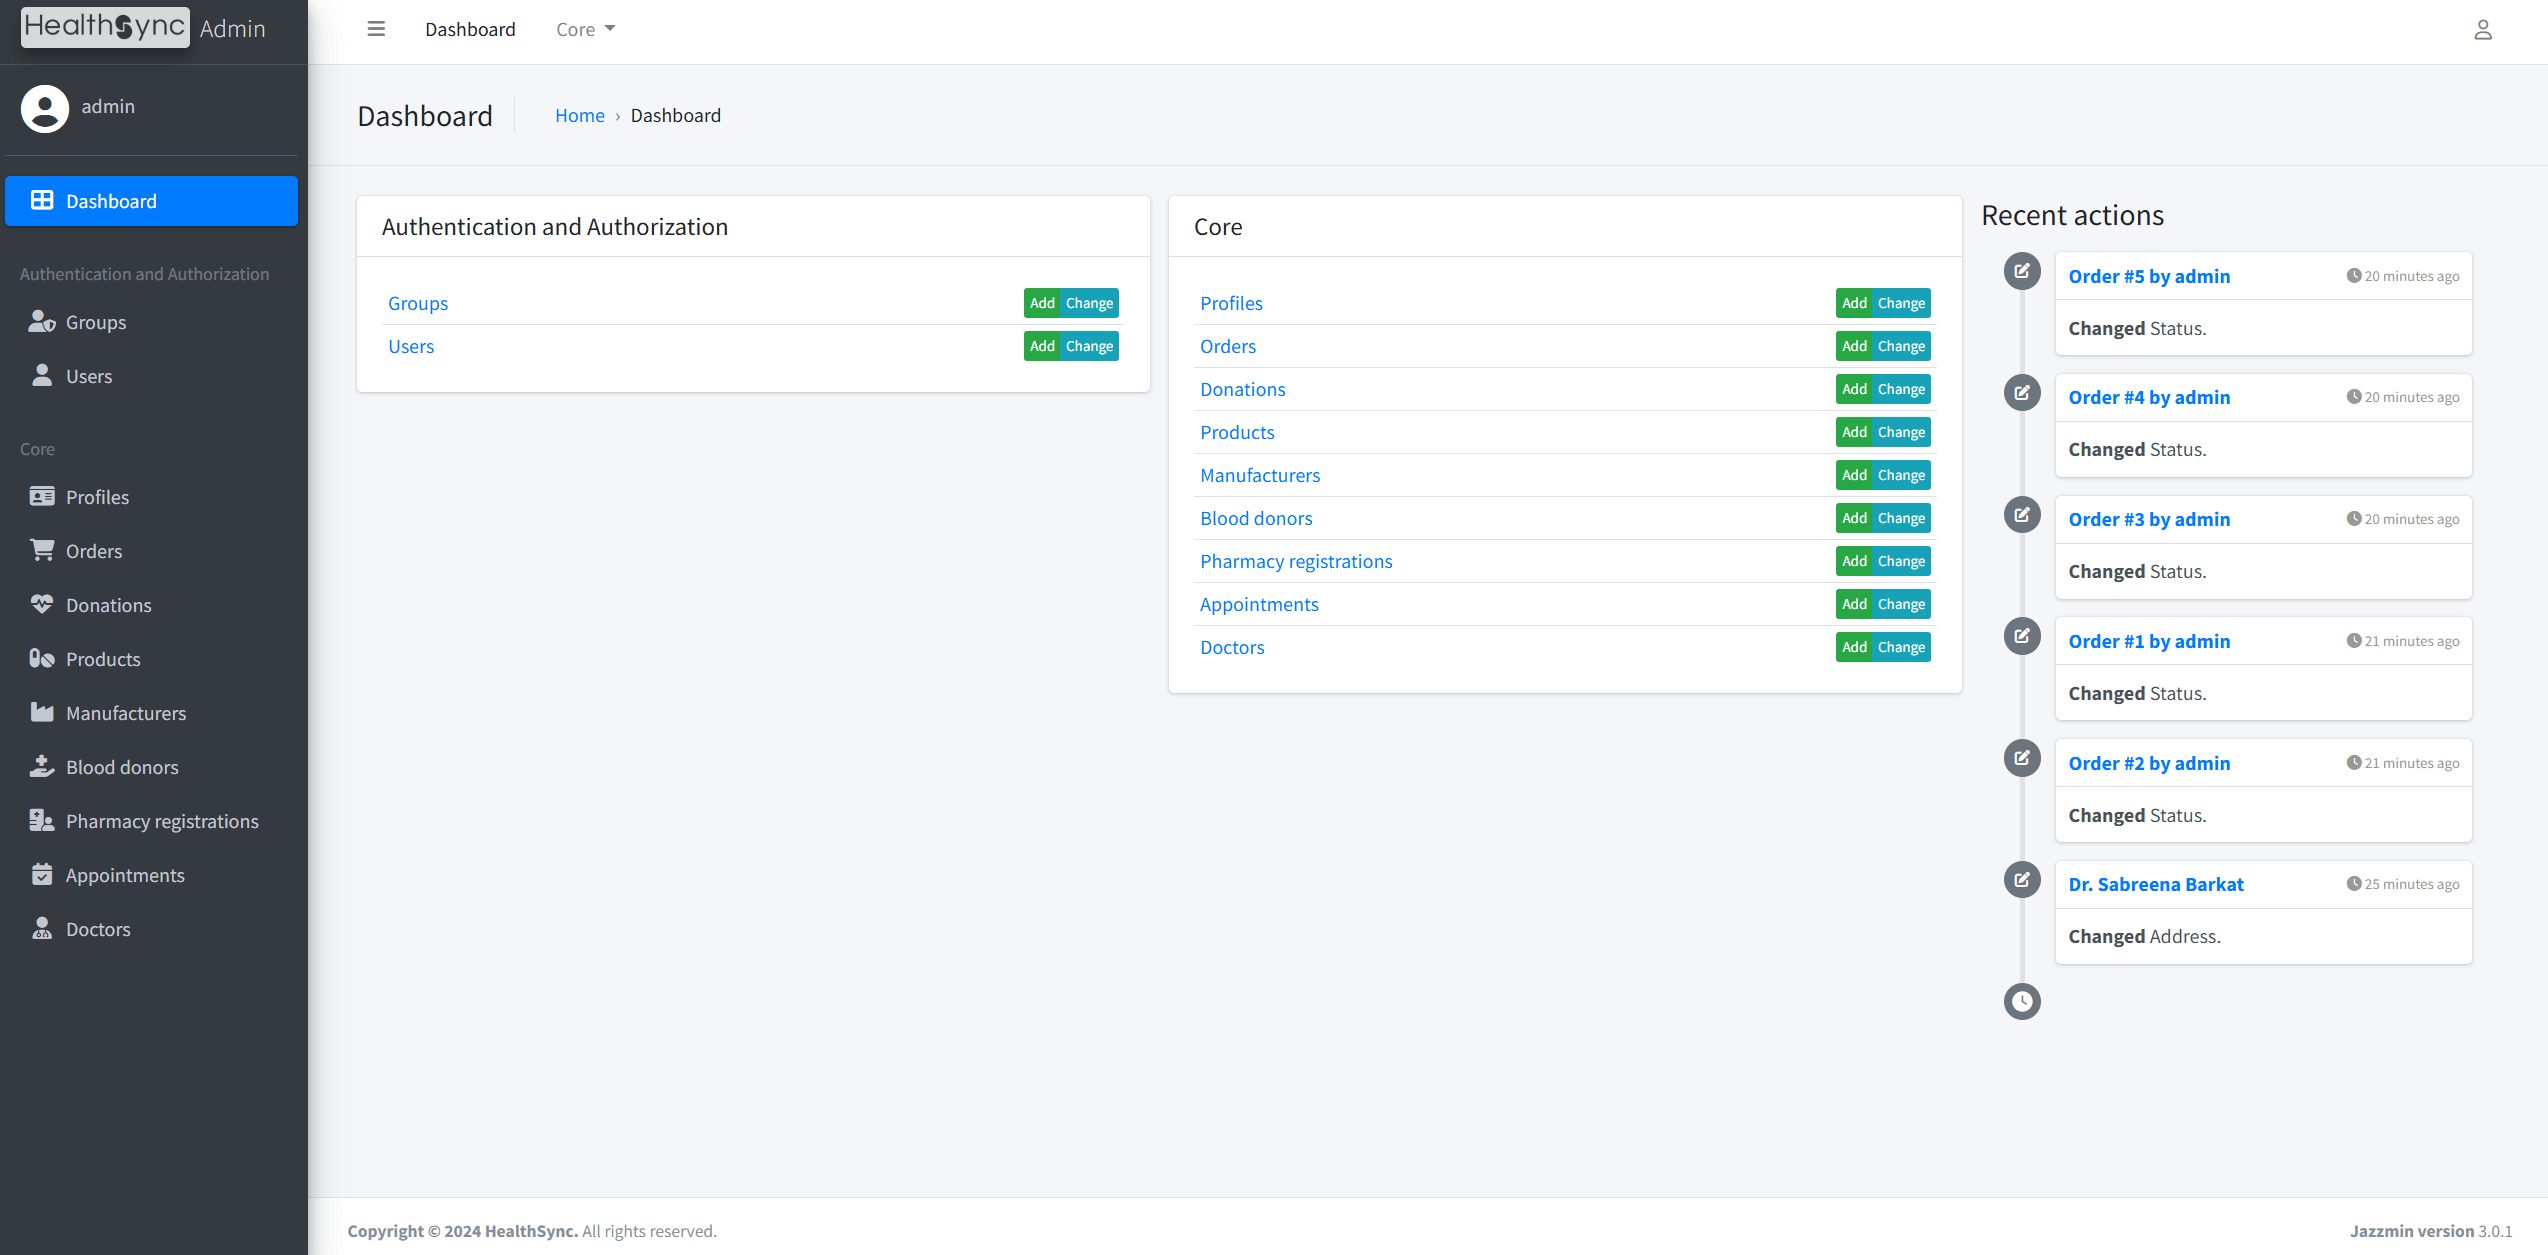 HealthSync Admin
admin
Dashboard
Authentication and Authorization
Groups
Users
Core
Profiles
Orders
Donations
Products
Manufacturers
Blood donors
Pharmacy registrations
Appointments
Doctors
Dashboard Core
Dashboard Home › Dashboard
Authentication and Authorization
Groups Add Change
Users Add Change
Core
Profiles Add Change
Orders Add Change
Donations Add Change
Products Add Change
Manufacturers Add Change
Blood donors Add Change
Pharmacy registrations Add Change
Appointments Add Change
Doctors Add Change
Recent actions
Order #5 by admin 20 minutes ago
Changed Status.
Order #4 by admin 20 minutes ago
Changed Status.
Order #3 by admin 20 minutes ago
Changed Status.
Order #1 by admin 21 minutes ago
Changed Status.
Order #2 by admin 21 minutes ago
Changed Status.
Dr. Sabreena Barkat 25 minutes ago
Changed Address.
Copyright © 2024 HealthSync. All rights reserved.
Jazzmin version 3.0.1